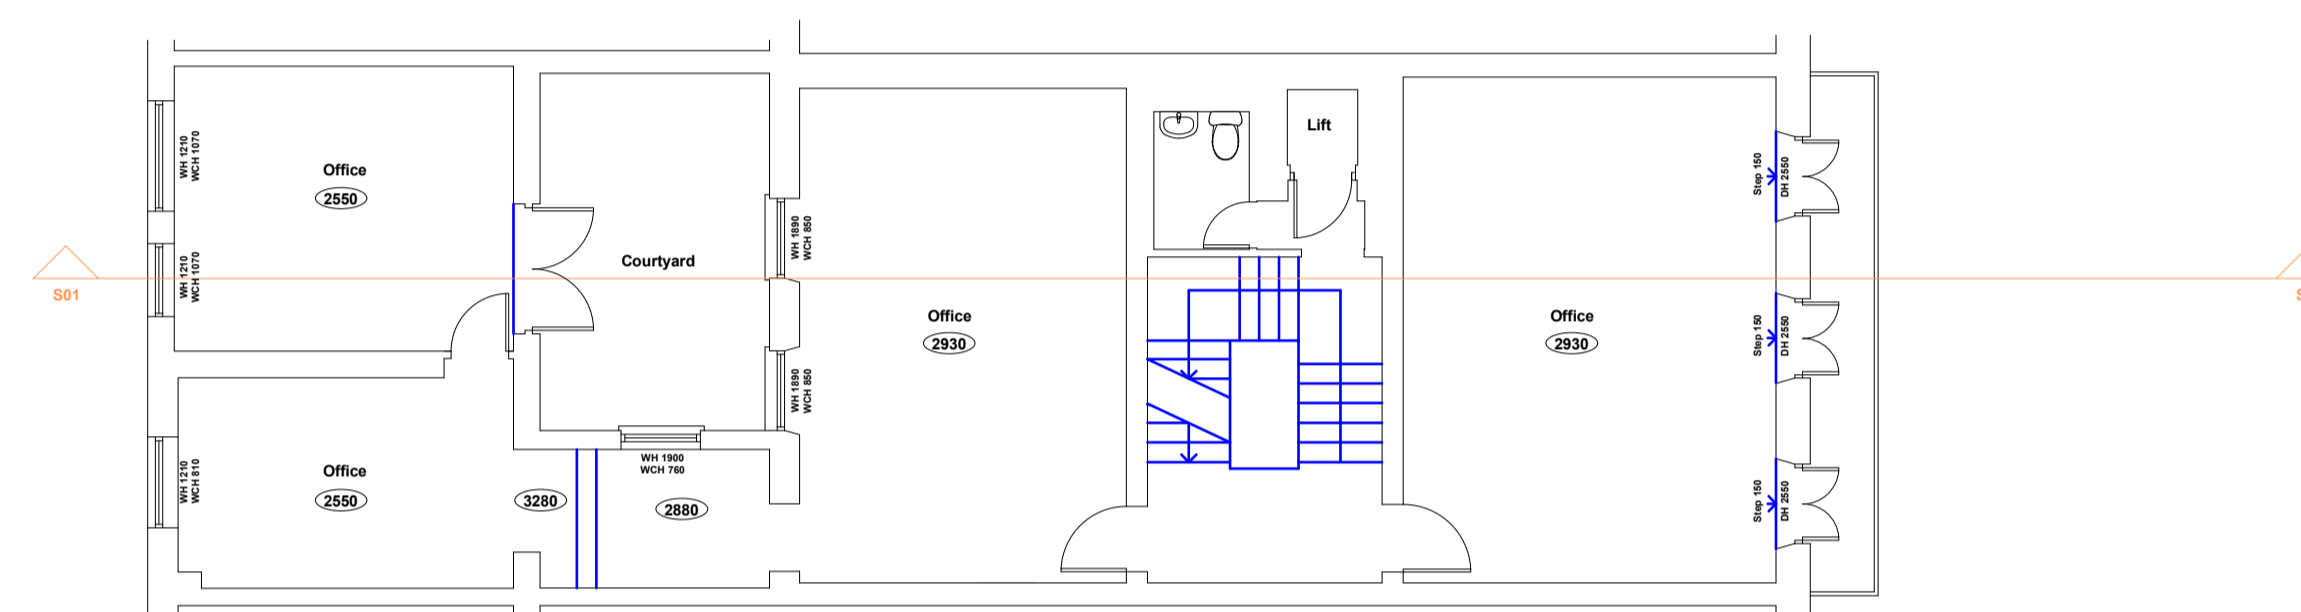 WH 1210
WCH 1070
Office
2550
WH 1210
WCH 1070
S01
Courtyard
WH 1890
WCH 850
WH 1890
WCH 850
Office
2930
Lift
Office
2930
Step 150
DH 2550
Step 150
DH 2550
Step 150
DH 2550
WH 1210
WCH 810
Office
2550
3280
WH 1900
WCH 760
2880